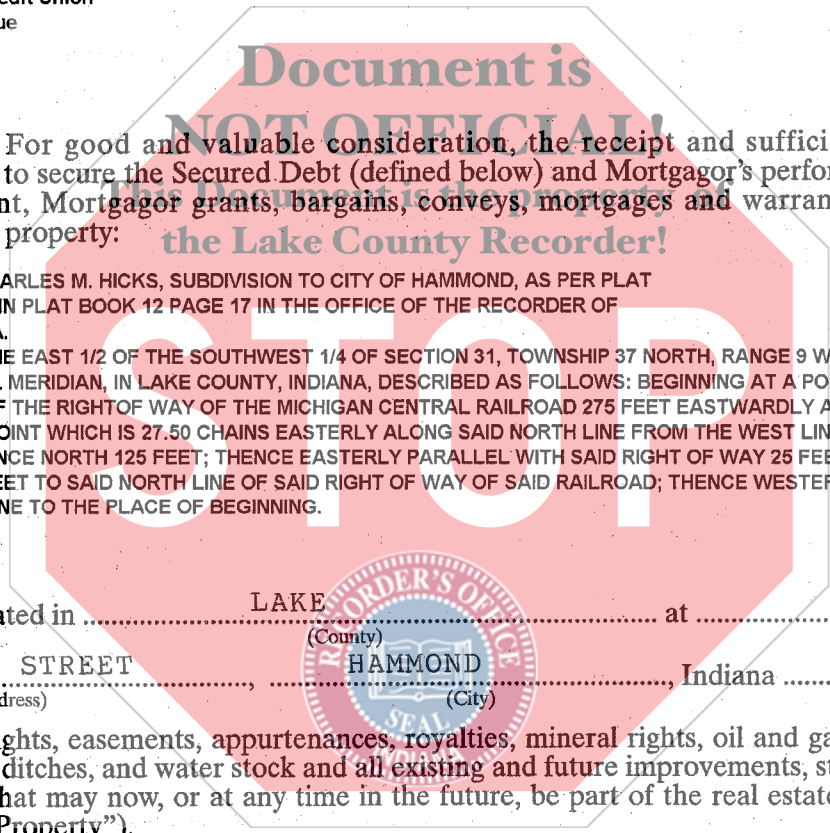 edit Union
ue
Document is
NOT OFFICIAL!
This Document is the property of
the Lake County Recorder!
STOP
For good and valuable consideration, the receipt and suffici
to secure the Secured Debt (defined below) and Mortgagor's perfor
nt, Mortgagor grants, bargains, conveys, mortgages and warran
property:
ARLES M. HICKS, SUBDIVISION TO CITY OF HAMMOND, AS PER PLAT
IN PLAT BOOK 12 PAGE 17 IN THE OFFICE OF THE RECORDER OF
A.
HE EAST 1/2 OF THE SOUTHWEST 1/4 OF SECTION 31, TOWNSHIP 37 NORTH, RANGE 9 W
. MERIDIAN, IN LAKE COUNTY, INDIANA, DESCRIBED AS FOLLOWS: BEGINNING AT A PO
F THE RIGHTOF WAY OF THE MICHIGAN CENTRAL RAILROAD 275 FEET EASTWARDLY A
OINT WHICH IS 27.50 CHAINS EASTERLY ALONG SAID NORTH LINE FROM THE WEST LIN
NCE NORTH 125 FEET; THENCE EASTERLY PARALLEL WITH SAID RIGHT OF WAY 25 FEE
EET TO SAID NORTH LINE OF SAID RIGHT OF WAY OF SAID RAILROAD; THENCE WESTER
NE TO THE PLACE OF BEGINNING.
ated in LAKE at
(County)
STREET, HAMMOND, Indiana
dress) (City)
RECORDER'S OFFICE
SEAL
INDIANA
ghts, easements, appurtenances, royalties, mineral rights, oil and ga
ditches, and water stock and all existing and future improvements, st
hat may now, or at any time in the future, be part of the real estate
Property").